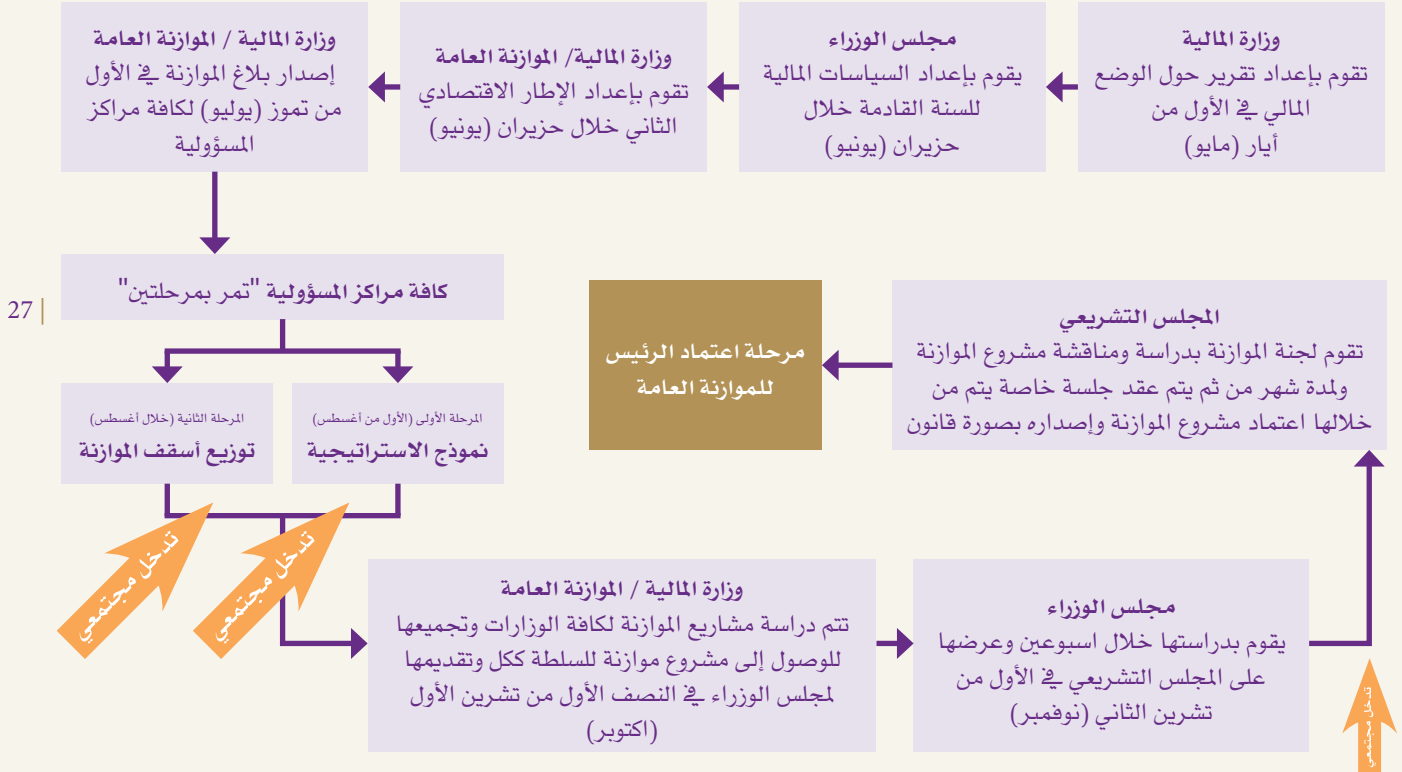 وزارة المالية
تقوم بإعداد تقرير حول الوضع
المالي في الأول من
أيار (مايو)
مجلس الوزراء
يقوم بإعداد السياسات المالية
للسنة القادمة خلال
حزيران (يونيو)
وزارة المالية/ الموازنة العامة
تقوم بإعداد الإطار الاقتصادي
الثاني خلال حزيران (يونيو)
وزارة المالية / الموازنة العامة
إصدار بلاغ الموازنة في الأول
من تموز (يوليو) لكافة مراكز
المسؤولية
كافة مراكز المسؤولية "تمر بمرحلتين"
27 |
المرحلة الأولى (الأول من أغسطس)
نموذج الاستراتيجية
المرحلة الثانية (خلال أغسطس)
توزيع أسقف الموازنة
تدخل مجتمعي
تدخل مجتمعي
وزارة المالية / الموازنة العامة
تتم دراسة مشاريع الموازنة لكافة الوزارات وتجميعها
للوصول إلى مشروع موازنة للسلطة ككل وتقديمها
لمجلس الوزراء في النصف الأول من تشرين الأول
(اكتوبر)
مجلس الوزراء
يقوم بدراستها خلال اسبوعين وعرضها
على المجلس التشريعي في الأول من
تشرين الثاني (نوفمبر)
تدخل مجتمعي
المجلس التشريعي
تقوم لجنة الموازنة بدراسة ومناقشة مشروع الموازنة
ولمدة شهر من ثم يتم عقد جلسة خاصة يتم من
خلالها اعتماد مشروع الموازنة وإصداره بصورة قانون
مرحلة اعتماد الرئيس
للموازنة العامة